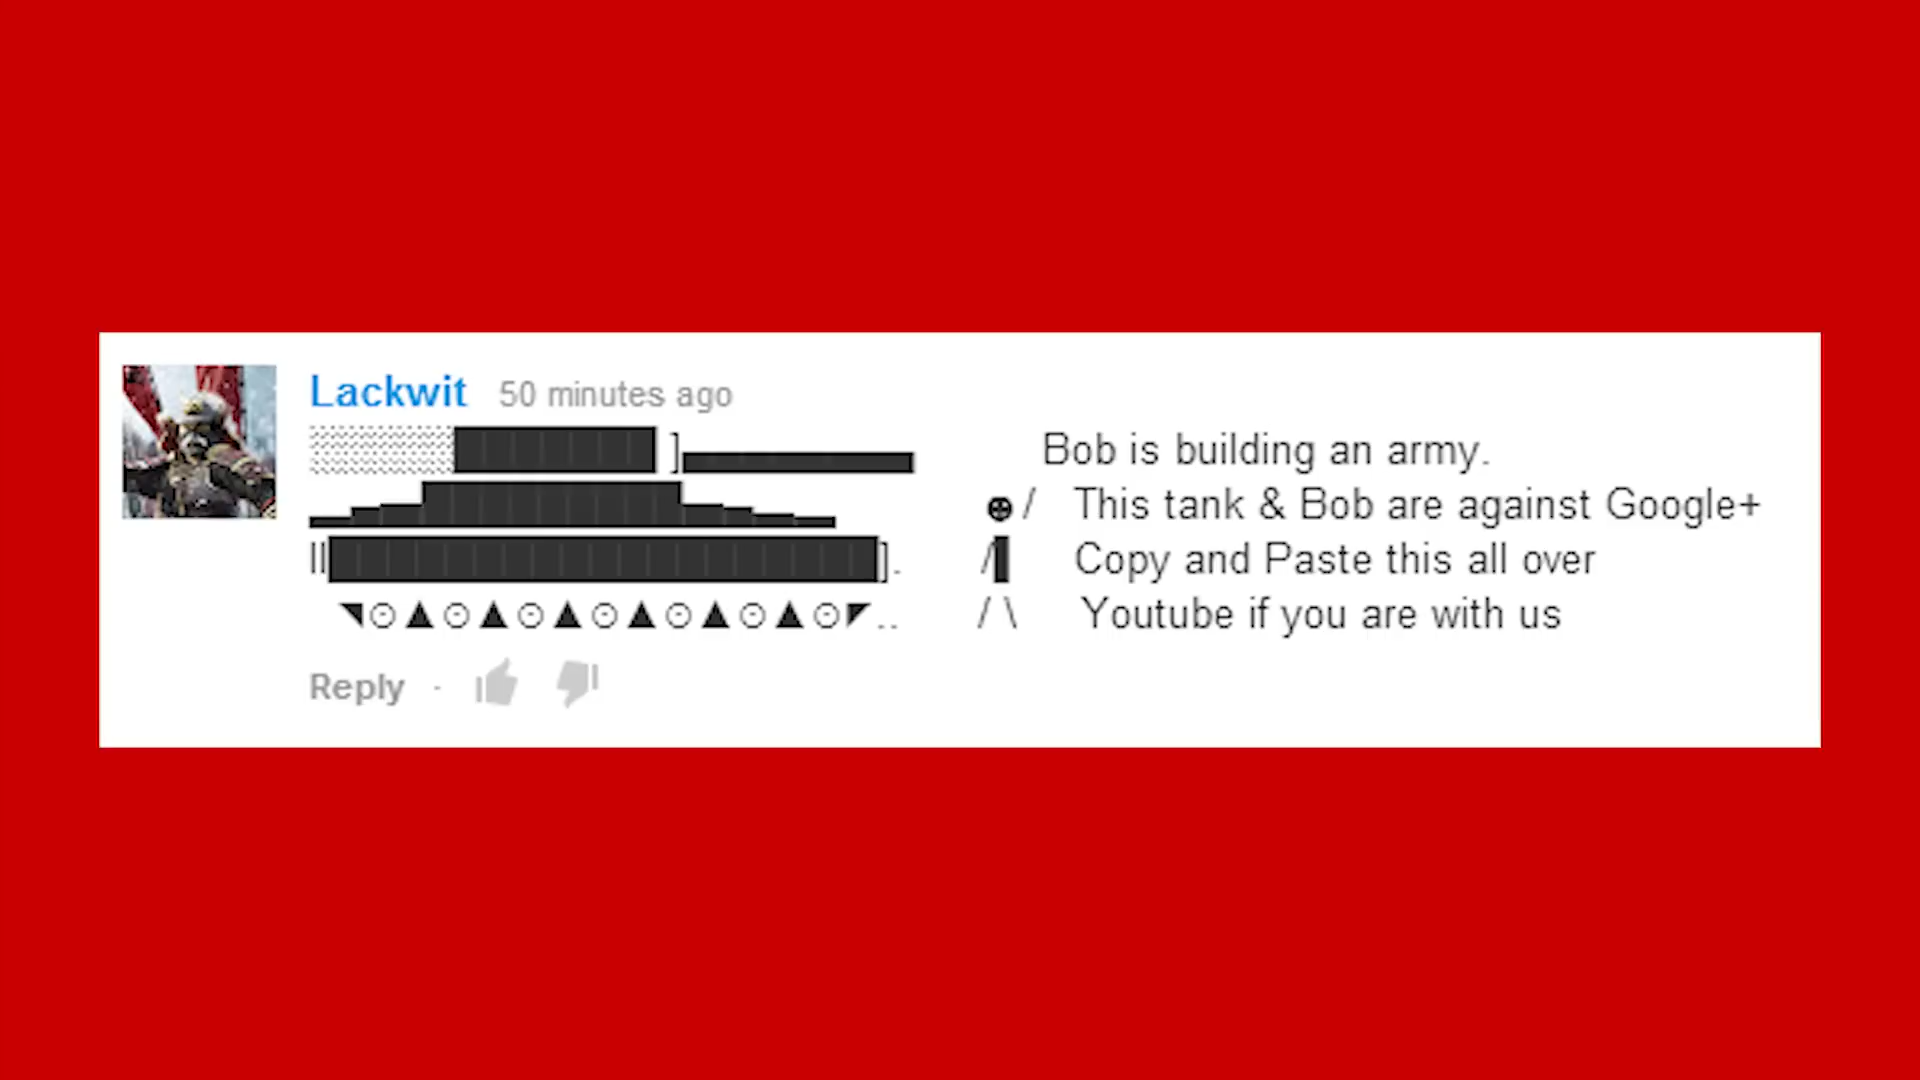 Lackwit 50 minutes ago
░░░░░███████ ]▄▄▄▄▄▄▄▄ Bob is building an army.
▂▄▅█████████▅▄▃▂ ☻/ This tank & Bob are against Google+
Il███████████████████]. /▌ Copy and Paste this all over
◥⊙▲⊙▲⊙▲⊙▲⊙▲⊙▲⊙◤.. / \ Youtube if you are with us
Reply ·